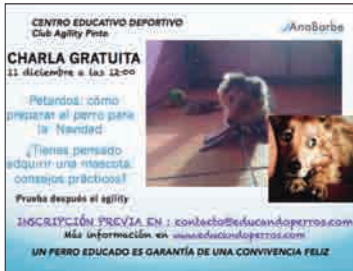 CENTRO EDUCATIVO DEPORTIVO
Club Agility Pinto
AnaBarbe
CHARLA GRATUITA
11 diciembre a las 12:00
Petardos: cómo
preparar al perro para
la Navidad
¿Tienes pensado
adquirir una mascota,
consejos prácticos?
Prueba después el agility
INSCRIPCIÓN PREVIA EN : contacto@educandoperros.com
Más información en www.educandoperros.com
UN PERRO EDUCADO ES GARANTÍA DE UNA CONVIVENCIA FELIZ